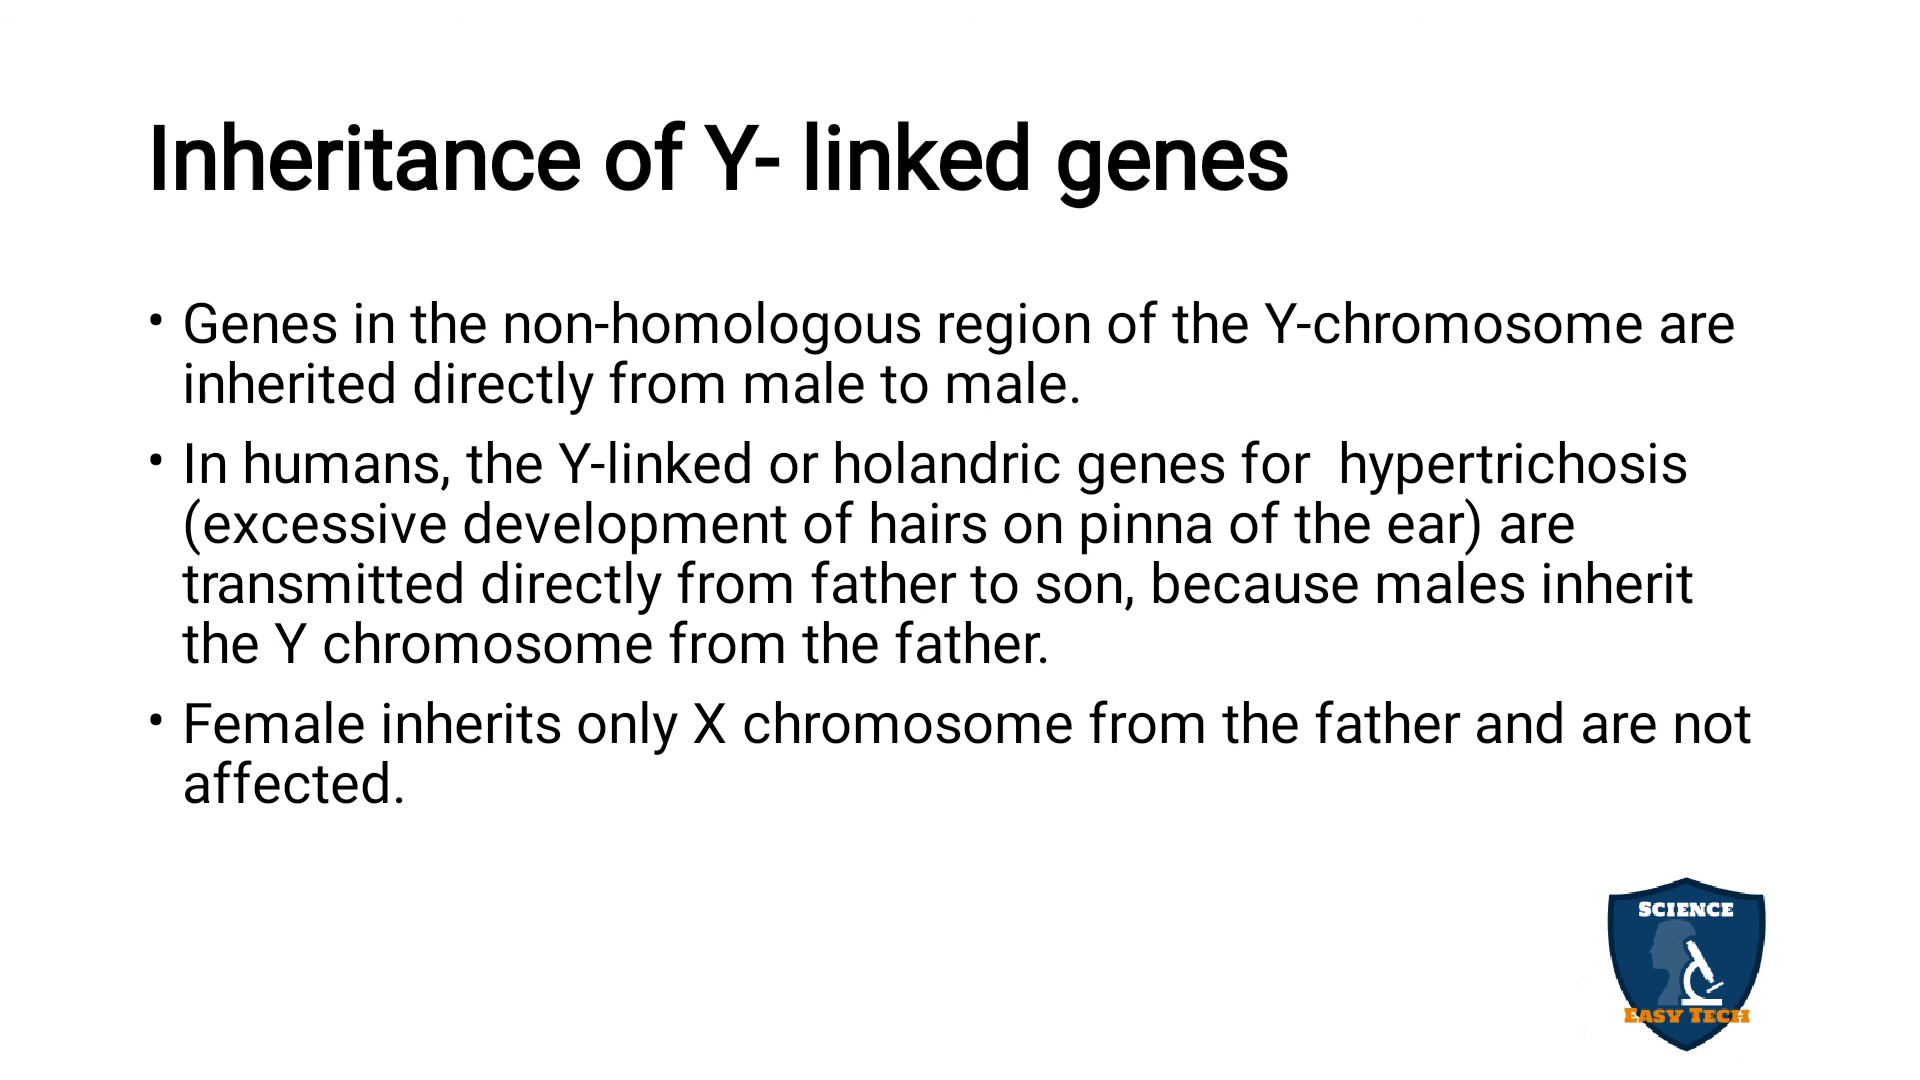 Inheritance of Y- linked genes
• Genes in the non-homologous region of the Y-chromosome are
inherited directly from male to male.
• In humans, the Y-linked or holandric genes for  hypertrichosis
(excessive development of hairs on pinna of the ear) are
transmitted directly from father to son, because males inherit
the Y chromosome from the father.
• Female inherits only X chromosome from the father and are not
affected.
SCIENCE
EASY TECH